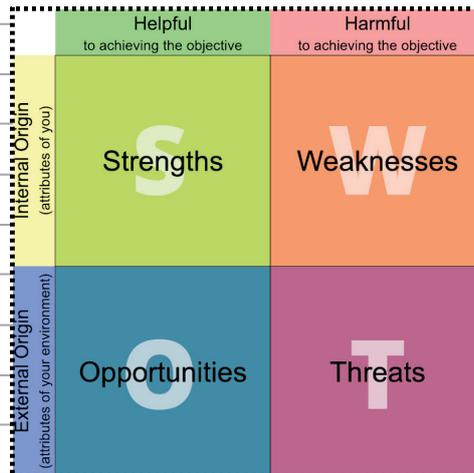 Helpful
to achieving the objective
Harmful
to achieving the objective
Internal Origin
(attributes of you)
S
Strengths
W
Weaknesses
External Origin
(attributes of your environment)
O
Opportunities
T
Threats